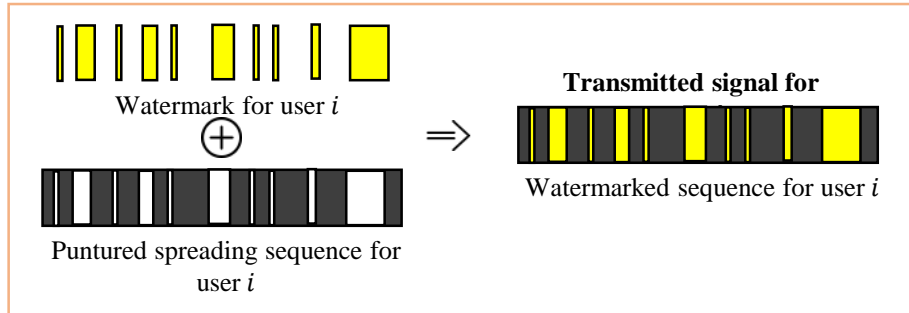 Watermark for user i
Transmitted signal for
Watermarked sequence for user i
Puntured spreading sequence for
user i